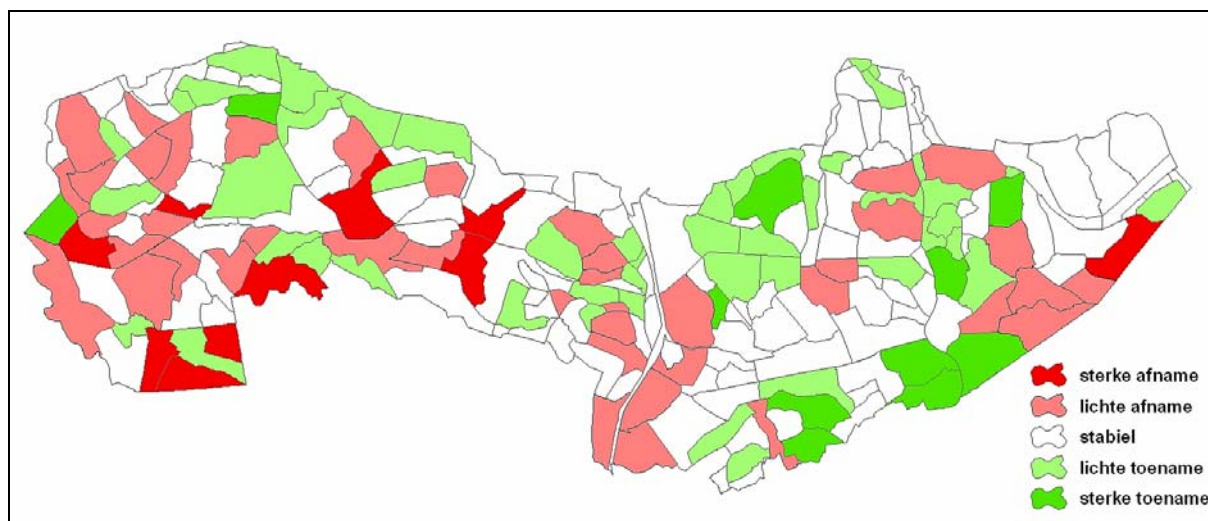 sterke afname
lichte afname
stabiel
lichte toename
sterke toename